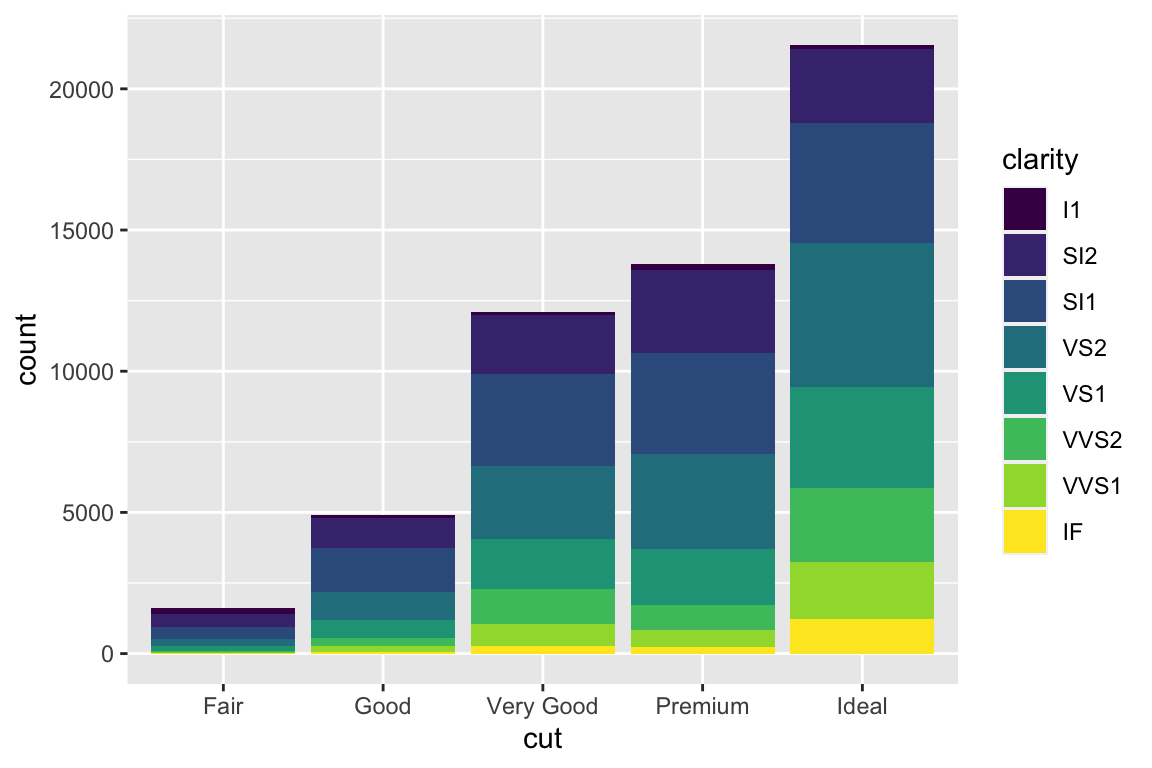 20000
15000
10000
5000
0
count
Fair Good Very Good Premium Ideal
cut
clarity
I1
SI2
SI1
VS2
VS1
VVS2
VVS1
IF